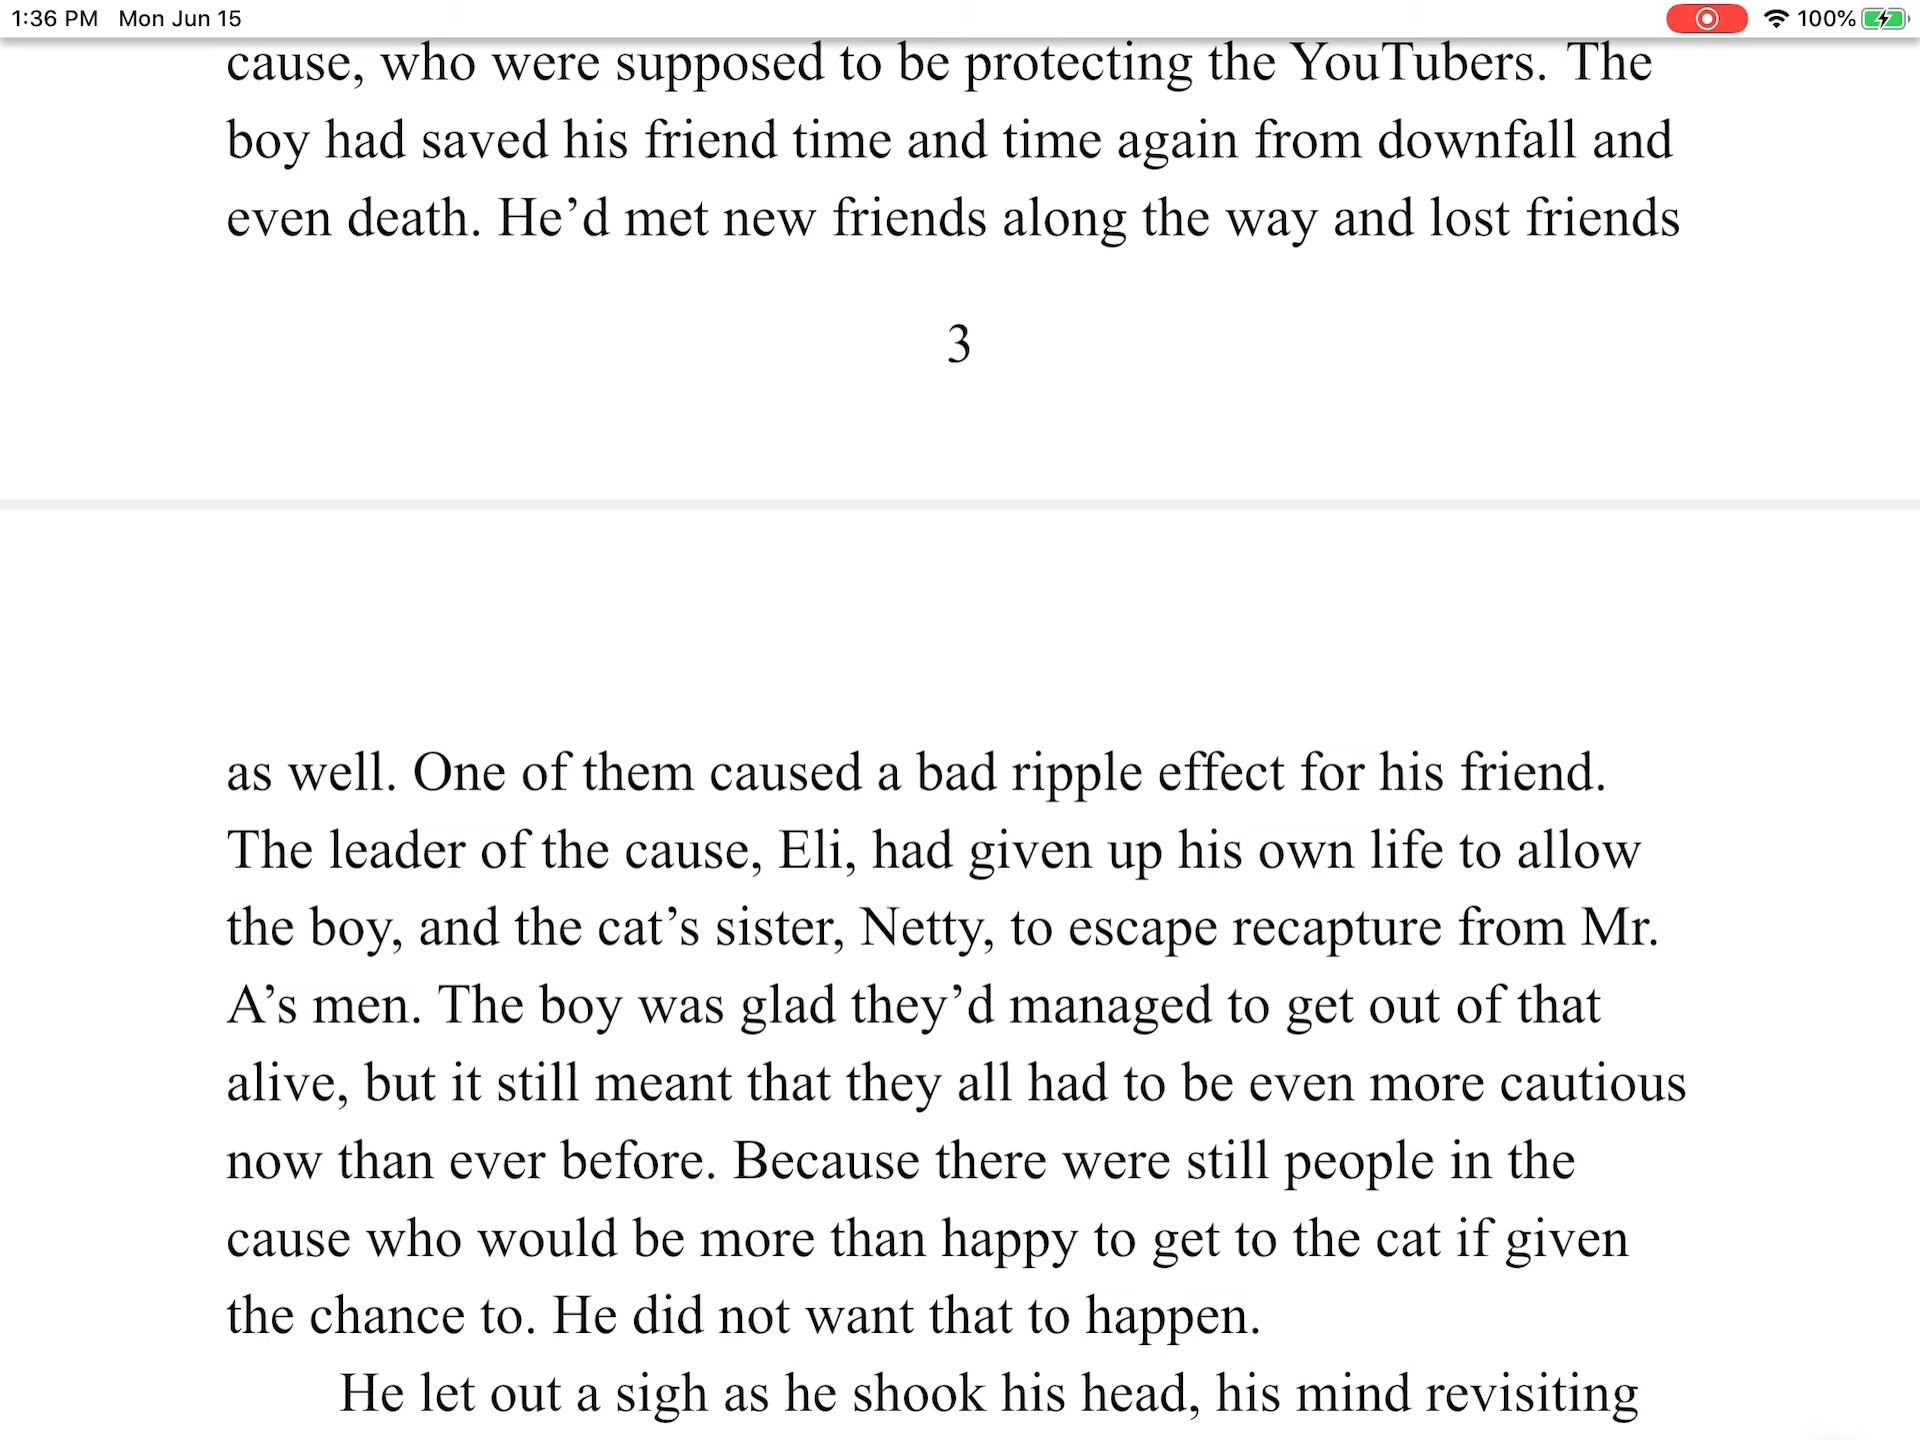 1:36 PM Mon Jun 15 100%
cause, who were supposed to be protecting the YouTubers. The
boy had saved his friend time and time again from downfall and
even death. He’d met new friends along the way and lost friends
3
as well. One of them caused a bad ripple effect for his friend.
The leader of the cause, Eli, had given up his own life to allow
the boy, and the cat’s sister, Netty, to escape recapture from Mr.
A’s men. The boy was glad they’d managed to get out of that
alive, but it still meant that they all had to be even more cautious
now than ever before. Because there were still people in the
cause who would be more than happy to get to the cat if given
the chance to. He did not want that to happen.
He let out a sigh as he shook his head, his mind revisiting